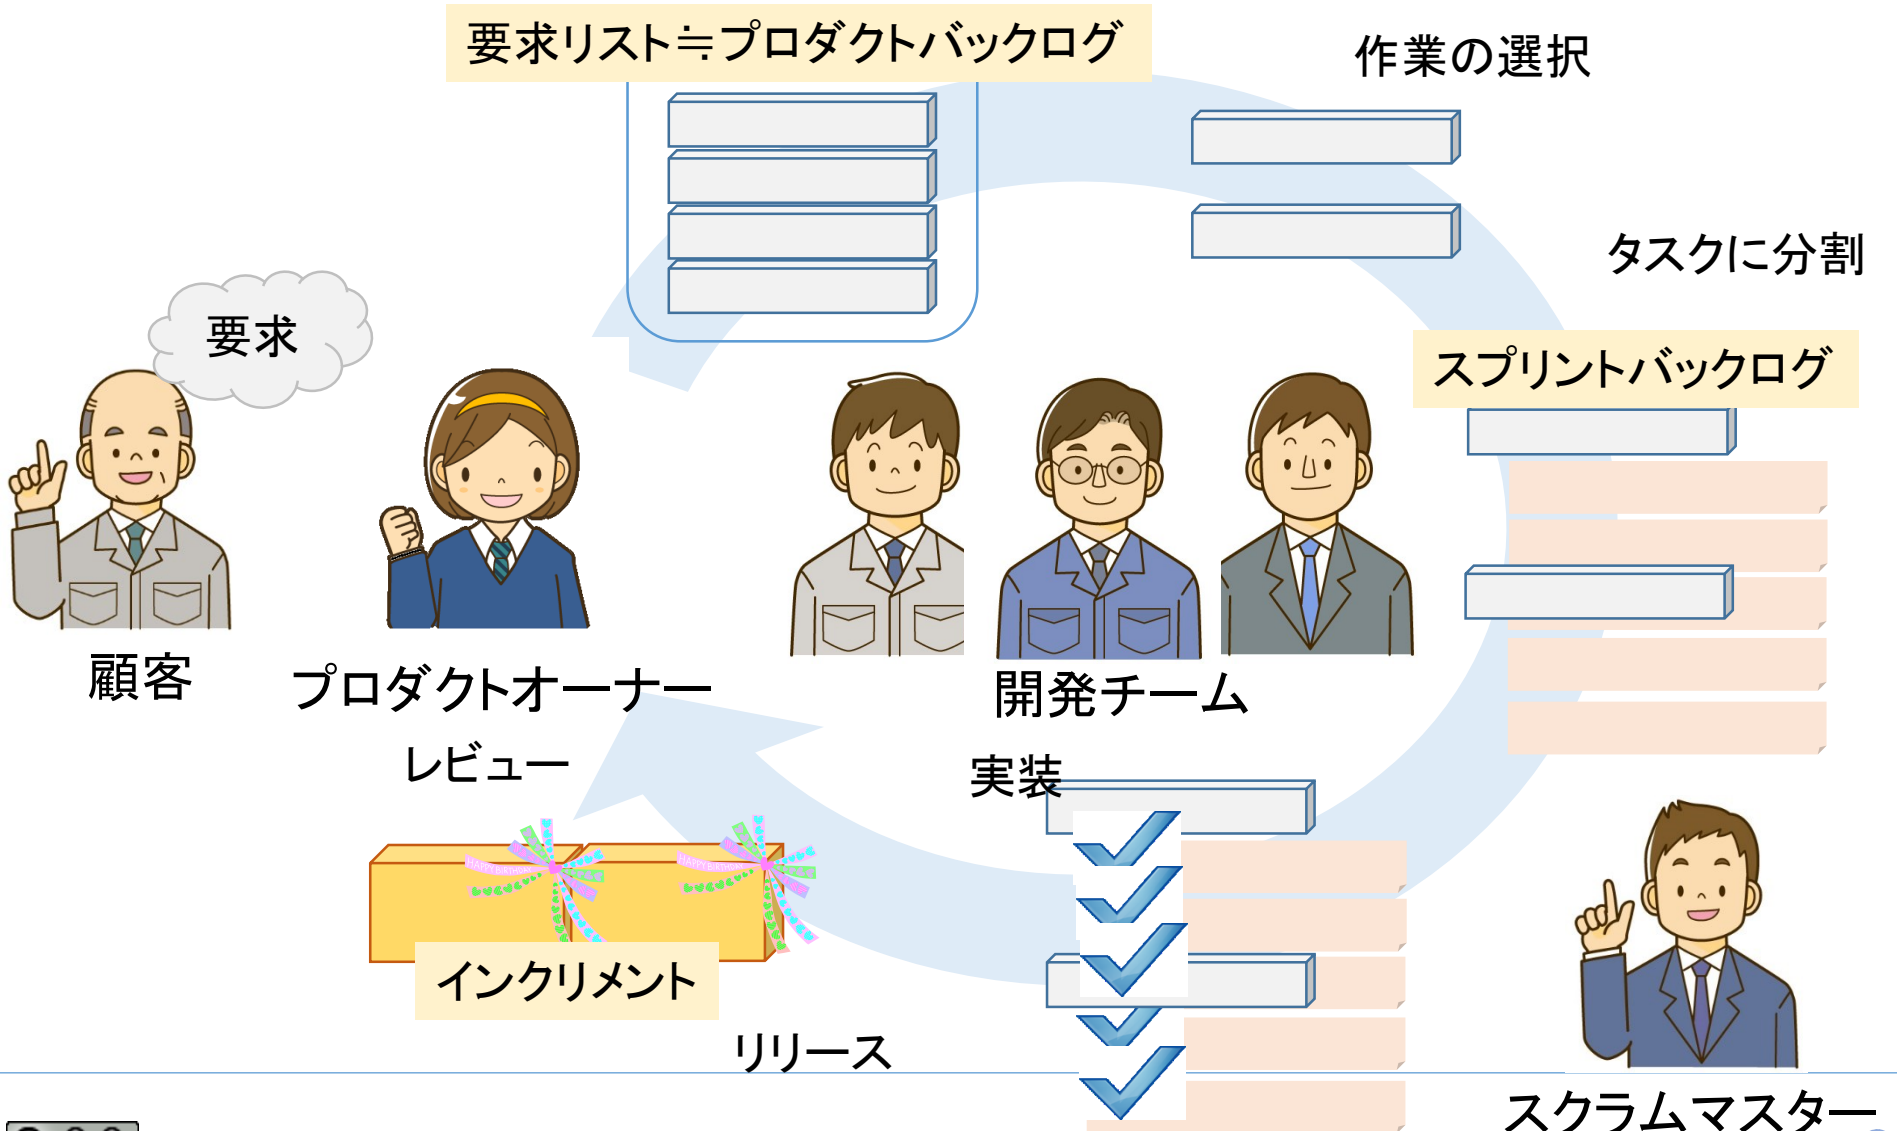 要求リスト≒プロダクトバックログ
作業の選択
タスクに分割
要求
スプリントバックログ
顧客
プロダクトオーナー
開発チーム
レビュー
実装
HAPPY BIRTHDAY
HAPPY BIRTHDAY
インクリメント
リリース
スクラムマスター